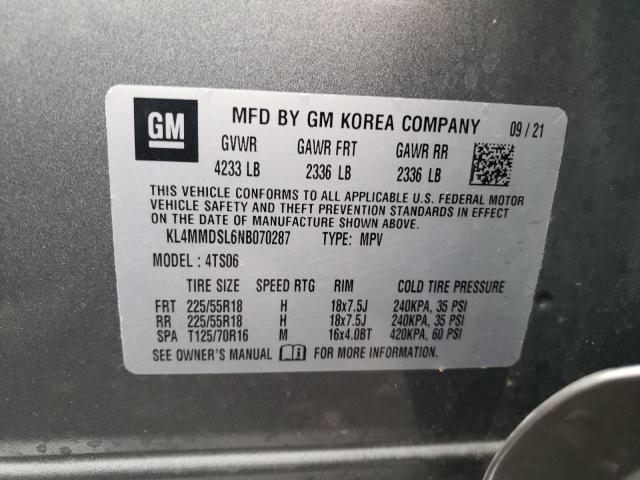 GM
MFD BY GM KOREA COMPANY 09 / 21
GVWR GAWR FRT GAWR RR
4233 LB 2336 LB 2336 LB
THIS VEHICLE CONFORMS TO ALL APPLICABLE U.S. FEDERAL MOTOR
VEHICLE SAFETY AND THEFT PREVENTION STANDARDS IN EFFECT
ON THE DATE OF MANUFACTURE SHOWN ABOVE.
KL4MMDSL6NB070287 TYPE: MPV
MODEL : 4TS06
TIRE SIZE SPEED RTG RIM COLD TIRE PRESSURE
FRT 225/55R18 H 18x7.5J 240KPA, 35 PSI
RR 225/55R18 H 18x7.5J 240KPA, 35 PSI
SPA T125/70R16 M 16x4.0BT 420KPA, 60 PSI
SEE OWNER'S MANUAL i FOR MORE INFORMATION.